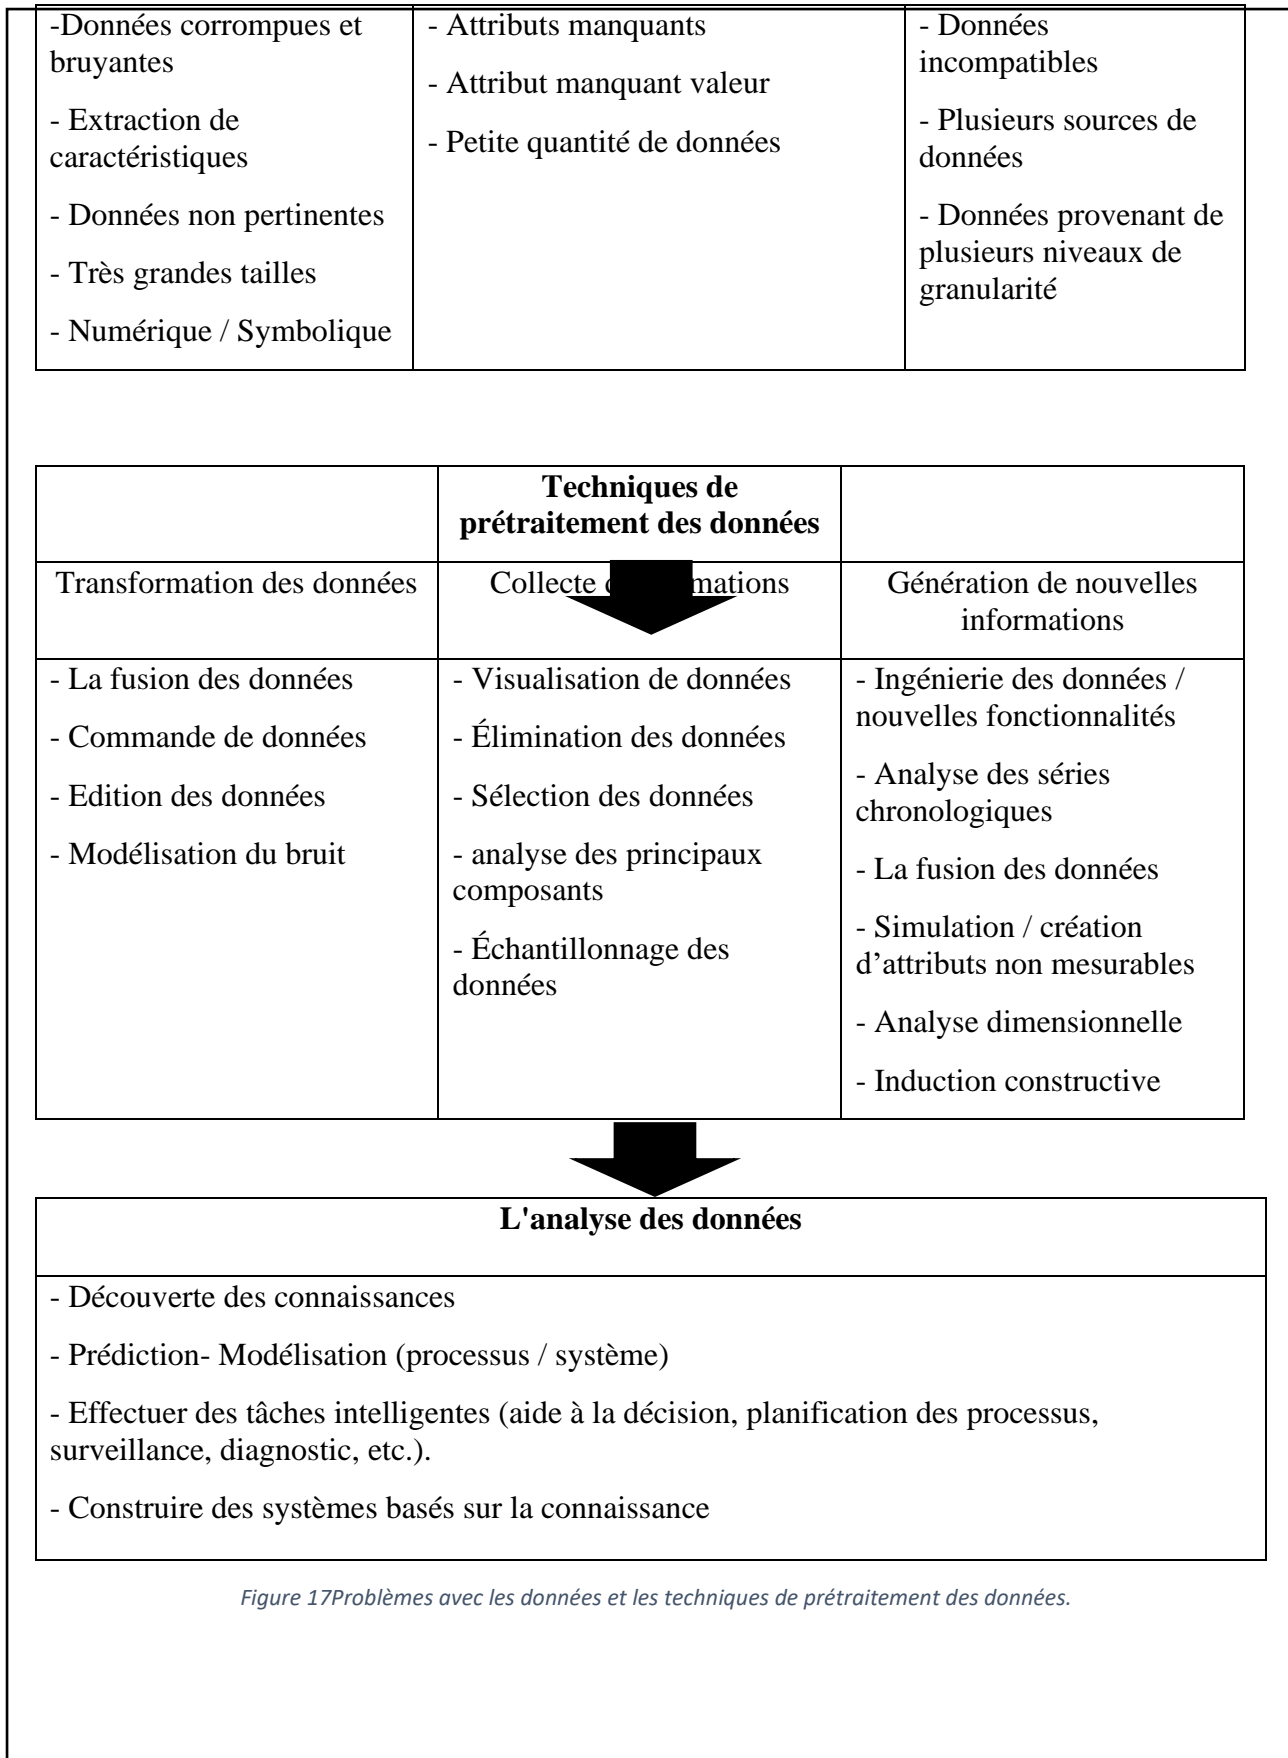 -Données corrompues et
bruyantes
- Extraction de
caractéristiques
- Données non pertinentes
- Très grandes tailles
- Numérique / Symbolique
- Attributs manquants
- Attribut manquant valeur
- Petite quantité de données
- Données
incompatibles
- Plusieurs sources de
données
- Données provenant de
plusieurs niveaux de
granularité
Techniques de
prétraitement des données
Transformation des données
Collecte
Génération de nouvelles
informations
- La fusion des données
- Commande de données
- Edition des données
- Modélisation du bruit
- Visualisation de données
- Élimination des données
- Sélection des données
- analyse des principaux
composants
- Échantillonnage des
données
- Ingénierie des données /
nouvelles fonctionnalités
- Analyse des séries
chronologiques
- La fusion des données
- Simulation / création
d’attributs non mesurables
- Analyse dimensionnelle
- Induction constructive
L'analyse des données
- Découverte des connaissances
- Prédiction- Modélisation (processus / système)
- Effectuer des tâches intelligentes (aide à la décision, planification des processus,
surveillance, diagnostic, etc.).
- Construire des systèmes basés sur la connaissance
Figure 17Problèmes avec les données et les techniques de prétraitement des données.